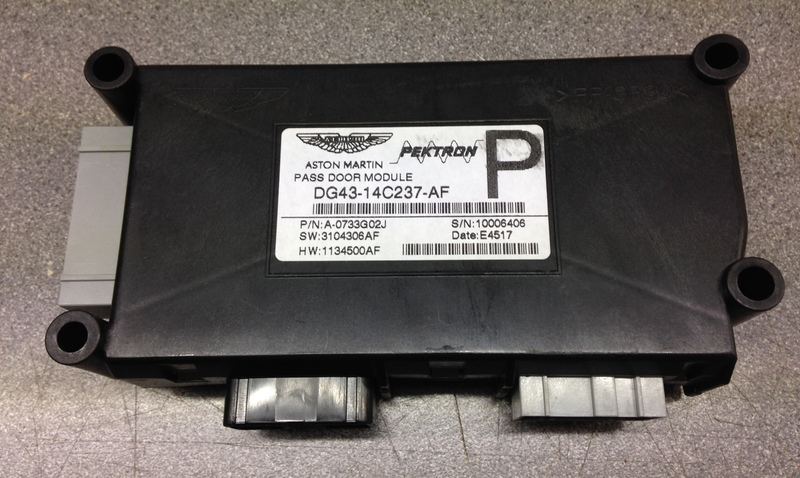 ASTON MARTIN
PEKTRON
P
PASS DOOR MODULE
DG43-14C237-AF
P/N:A-0733G02J
S/N:10006406
SW:3104306AF
Date:E4517
HW:1134500AF